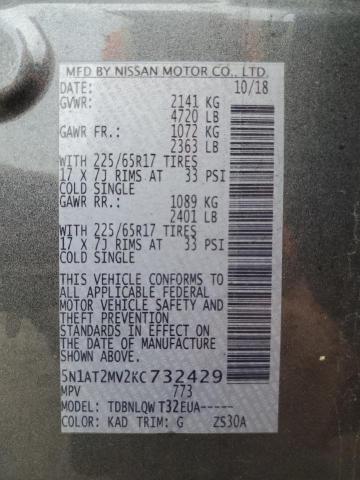 MFD BY NISSAN MOTOR CO., LTD.
DATE: 10/18
GVWR: 2141 KG
4720 LB
GAWR FR.: 1072 KG
2363 LB
WITH 225/65R17 TIRES
17 X 7J RIMS AT 33 PSI
COLD SINGLE
GAWR RR.: 1089 KG
2401 LB
WITH 225/65R17 TIRES
17 X 7J RIMS AT 33 PSI
COLD SINGLE
THIS VEHICLE CONFORMS TO
ALL APPLICABLE FEDERAL
MOTOR VEHICLE SAFETY AND
THEFT PREVENTION
STANDARDS IN EFFECT ON
THE DATE OF MANUFACTURE
SHOWN ABOVE.
5N1AT2MV2KC732429
MPV 773
MODEL: TDBNLQW T32EUA-
COLOR: KAD TRIM: G ZS30A